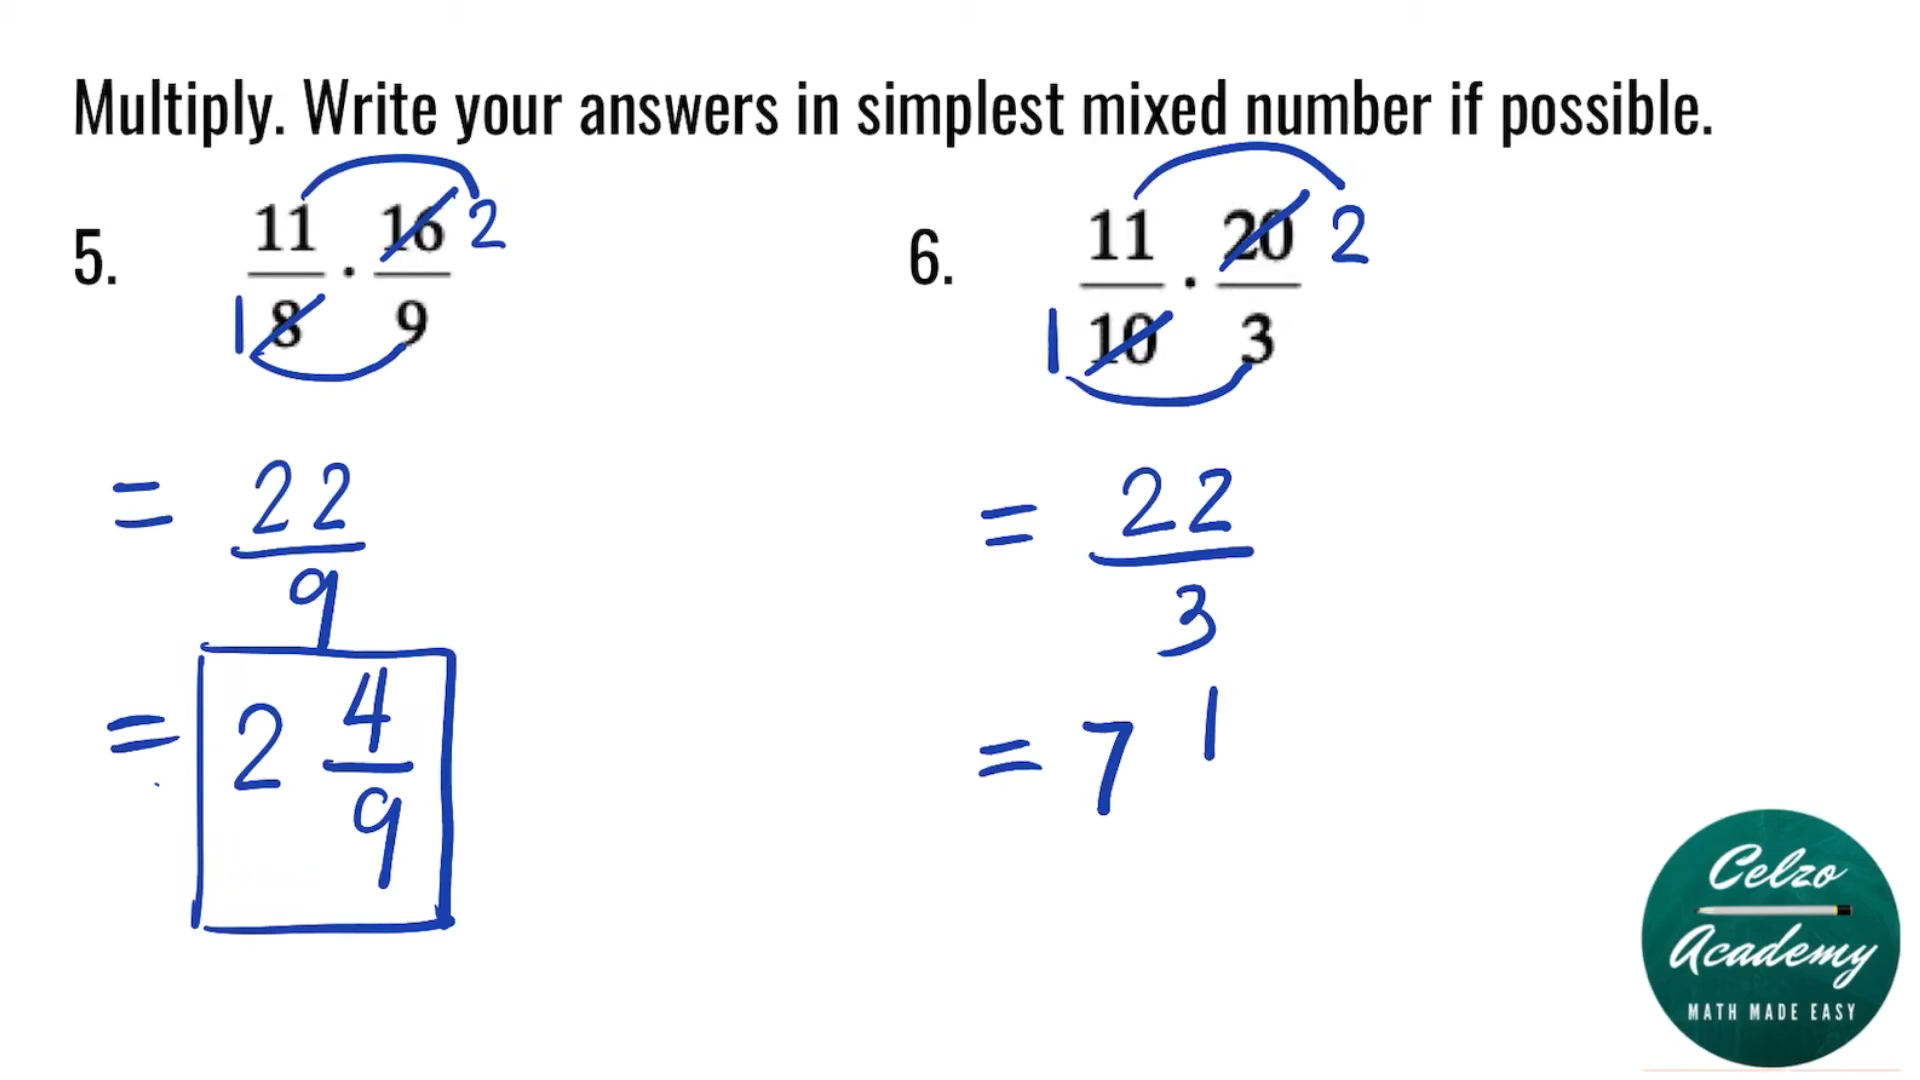 Multiply. Write your answers in simplest mixed number if possible.
5. 11/8 · 16/9 2 1
= 22/9
= 2 4/9
6. 11/10 · 20/3 2 1
= 22/3
= 7 1
Celzo
Academy
MATH MADE EASY